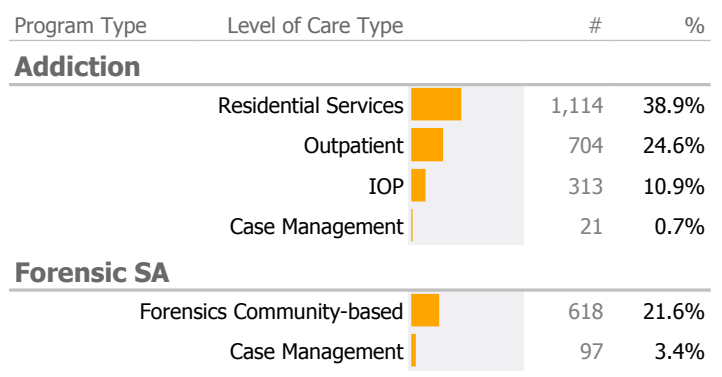 Program Type Level of Care Type # %
Addiction
Residential Services 1,114 38.9%
Outpatient 704 24.6%
IOP 313 10.9%
Case Management 21 0.7%
Forensic SA
Forensics Community-based 618 21.6%
Case Management 97 3.4%